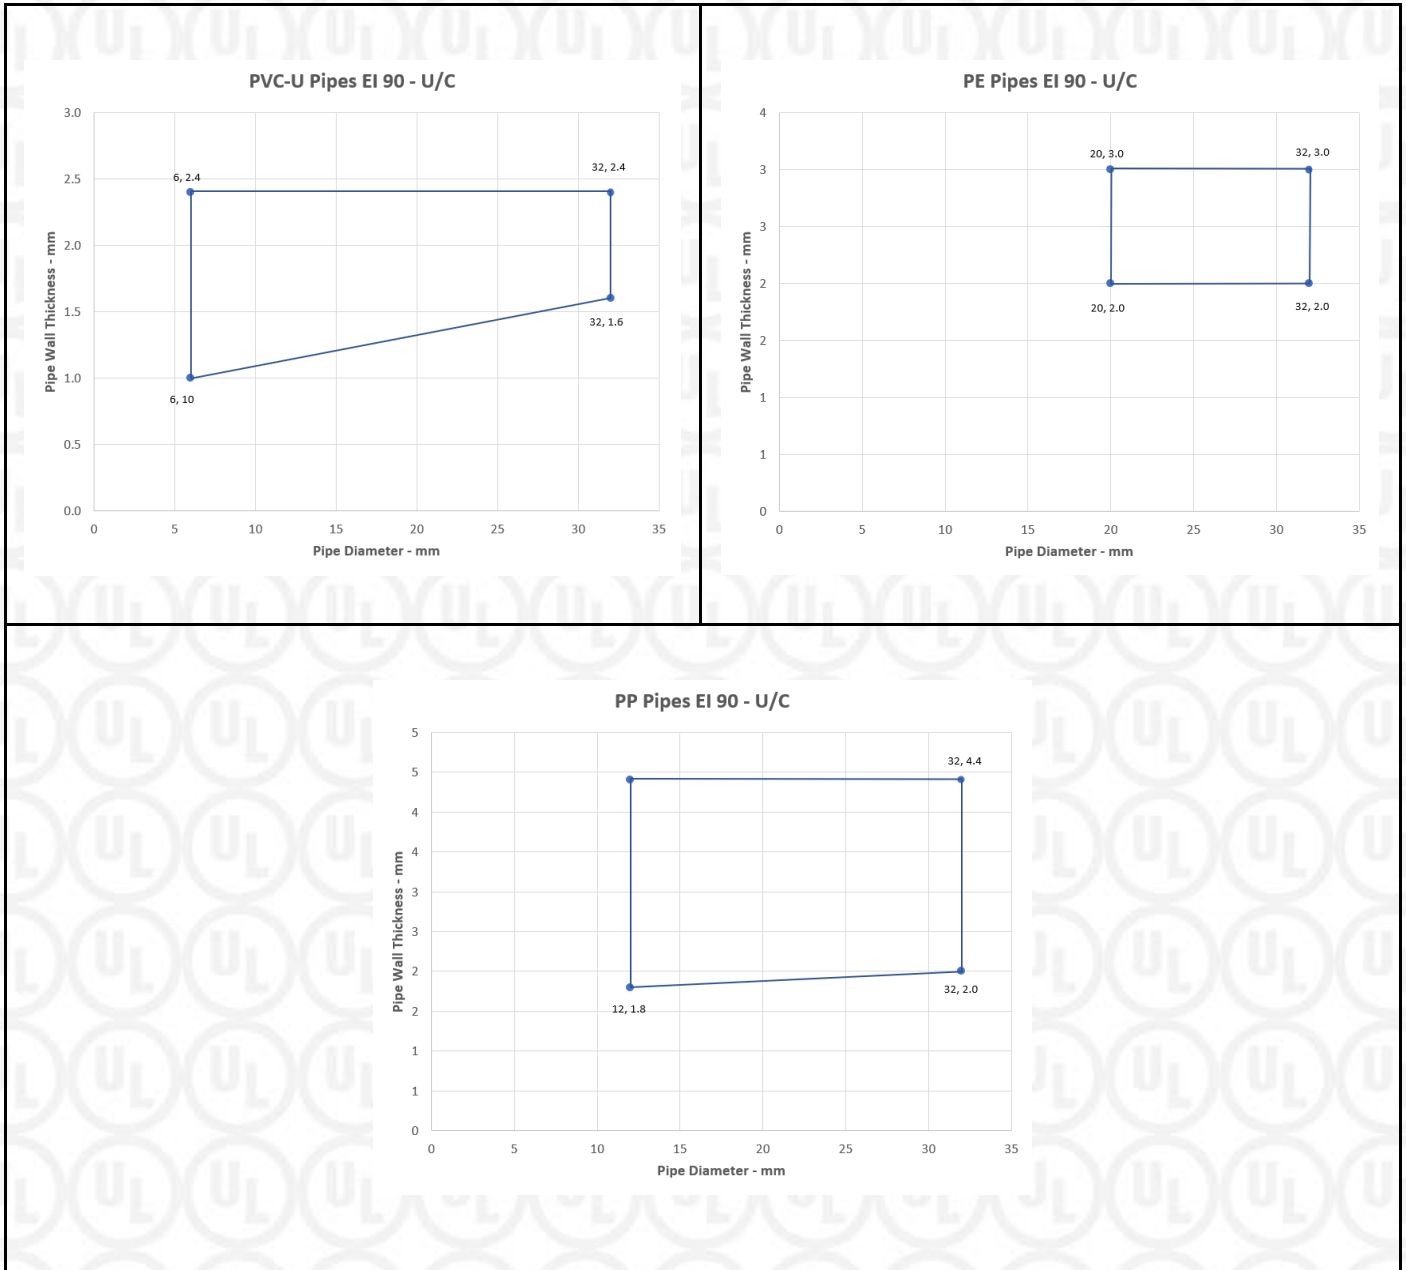 PVC-U Pipes EI 90 - U/C
3.0
2.5
2.0
1.5
1.0
0.5
0.0
6, 2.4
32, 2.4
32, 1.6
6, 10
0 5 10 15 20 25 30 35
Pipe Diameter - mm
Pipe Wall Thickness - mm
PE Pipes EI 90 - U/C
4
3
3
2
2
1
1
0
20, 3.0
32, 3.0
20, 2.0
32, 2.0
0 5 10 15 20 25 30 35
Pipe Diameter - mm
Pipe Wall Thickness - mm
PP Pipes EI 90 - U/C
5
5
4
4
3
3
2
2
1
1
0
32, 4.4
12, 1.8
32, 2.0
0 5 10 15 20 25 30 35
Pipe Diameter - mm
Pipe Wall Thickness - mm
UL